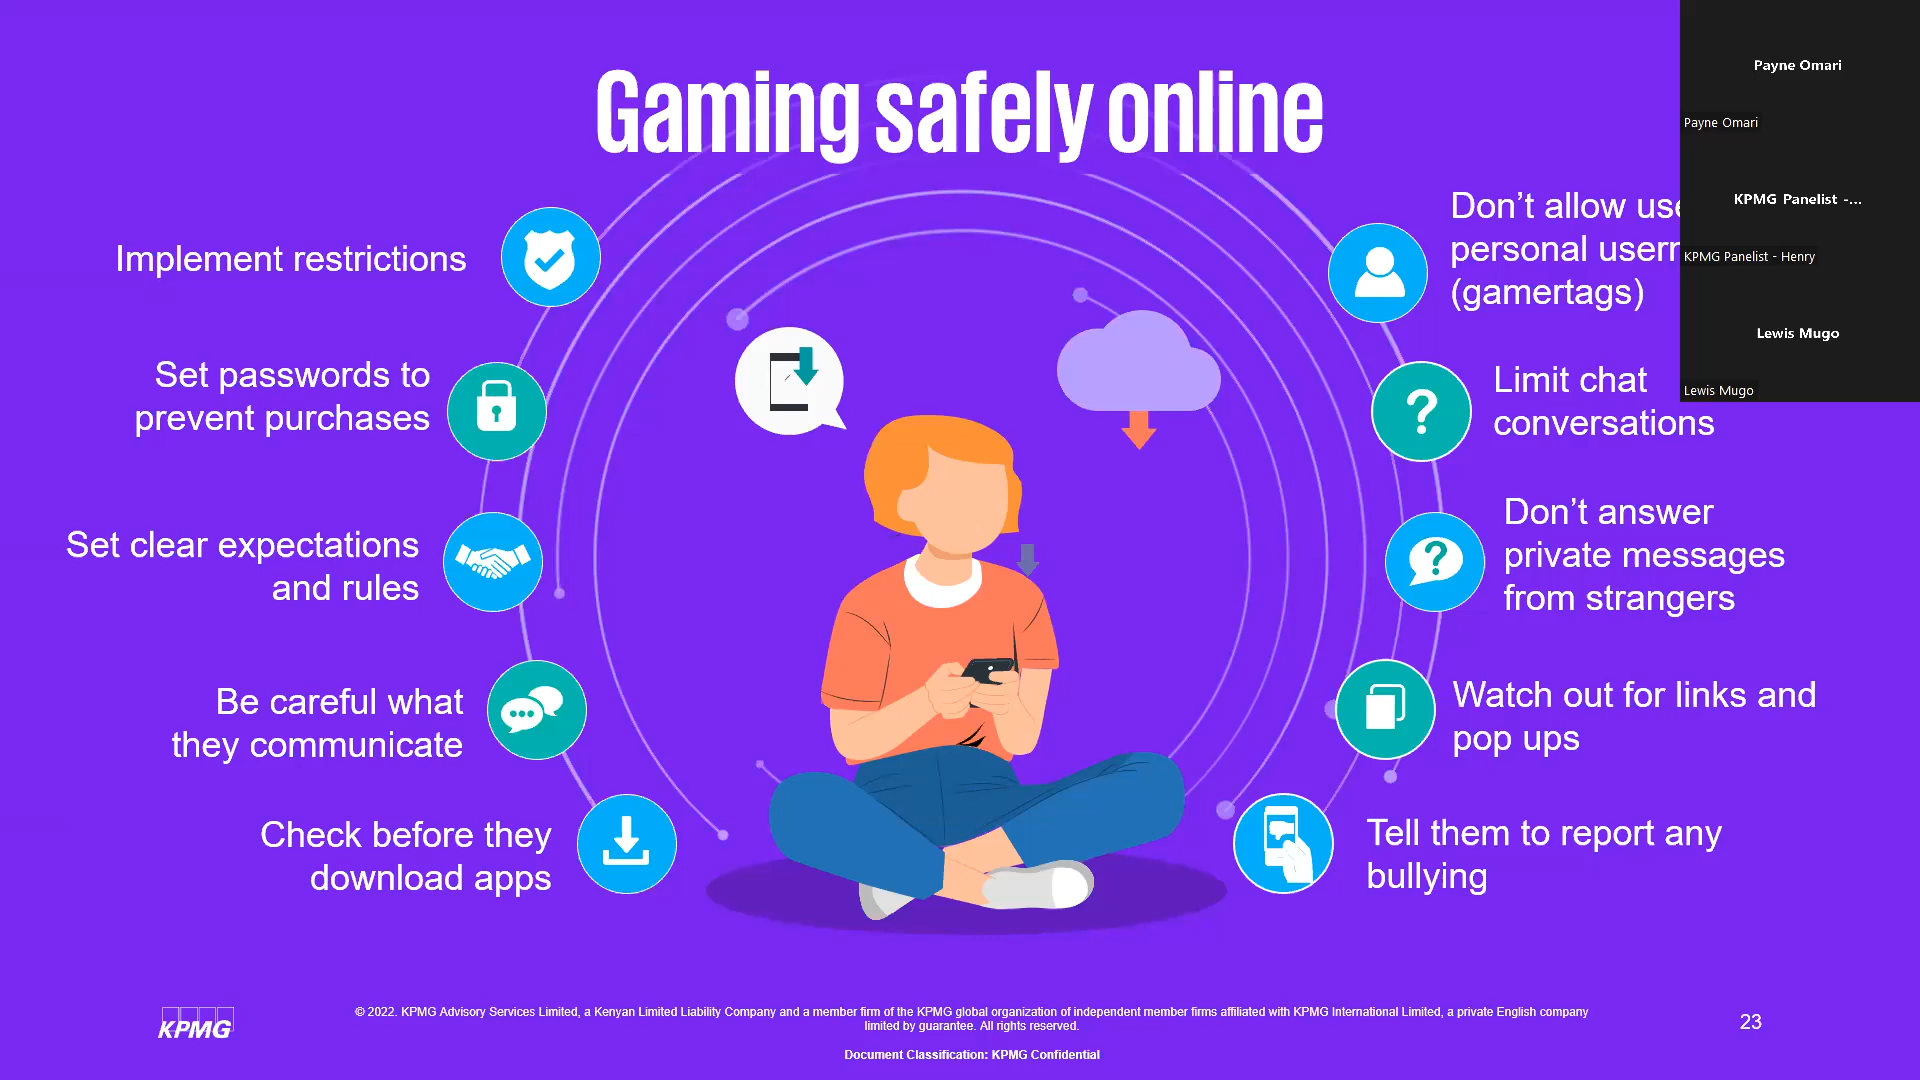 Gaming safely online
Implement restrictions
Set passwords to
prevent purchases
Set clear expectations
and rules
Be careful what
they communicate
Check before they
download apps
Don’t allow
personal
(gamertags)
Limit chat
conversations
Don’t answer
private messages
from strangers
Watch out for links and
pop ups
Tell them to report any
bullying
Payne Omari
Payne Omari
KPMG Panelist -...
KPMG Panelist - Henry
Lewis Mugo
Lewis Mugo
KPMG
© 2022. KPMG Advisory Services Limited, a Kenyan Limited Liability Company and a member firm of the KPMG global organization of independent member firms affiliated with KPMG International Limited, a private English company
limited by guarantee. All rights reserved.
Document Classification: KPMG Confidential
23